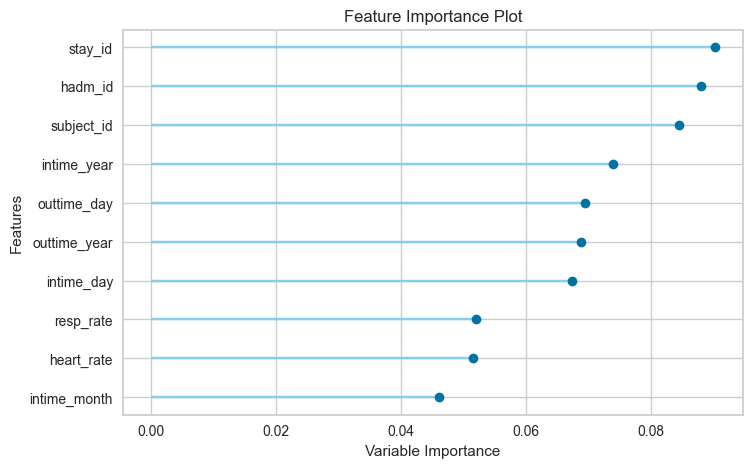 Feature Importance Plot
Features
stay_id
hadm_id
subject_id
intime_year
outtime_day
outtime_year
intime_day
resp_rate
heart_rate
intime_month
0.00 0.02 0.04 0.06 0.08
Variable Importance